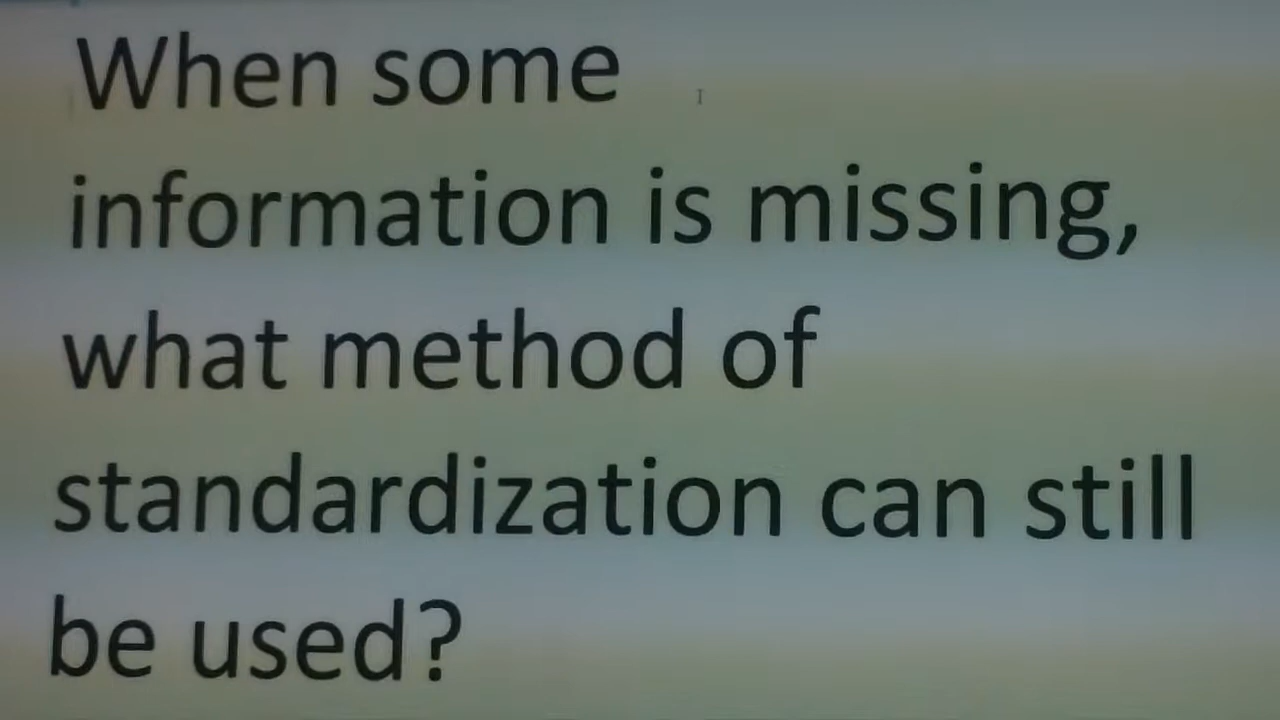 When some
information is missing,
what method of
standardization can still
be used?